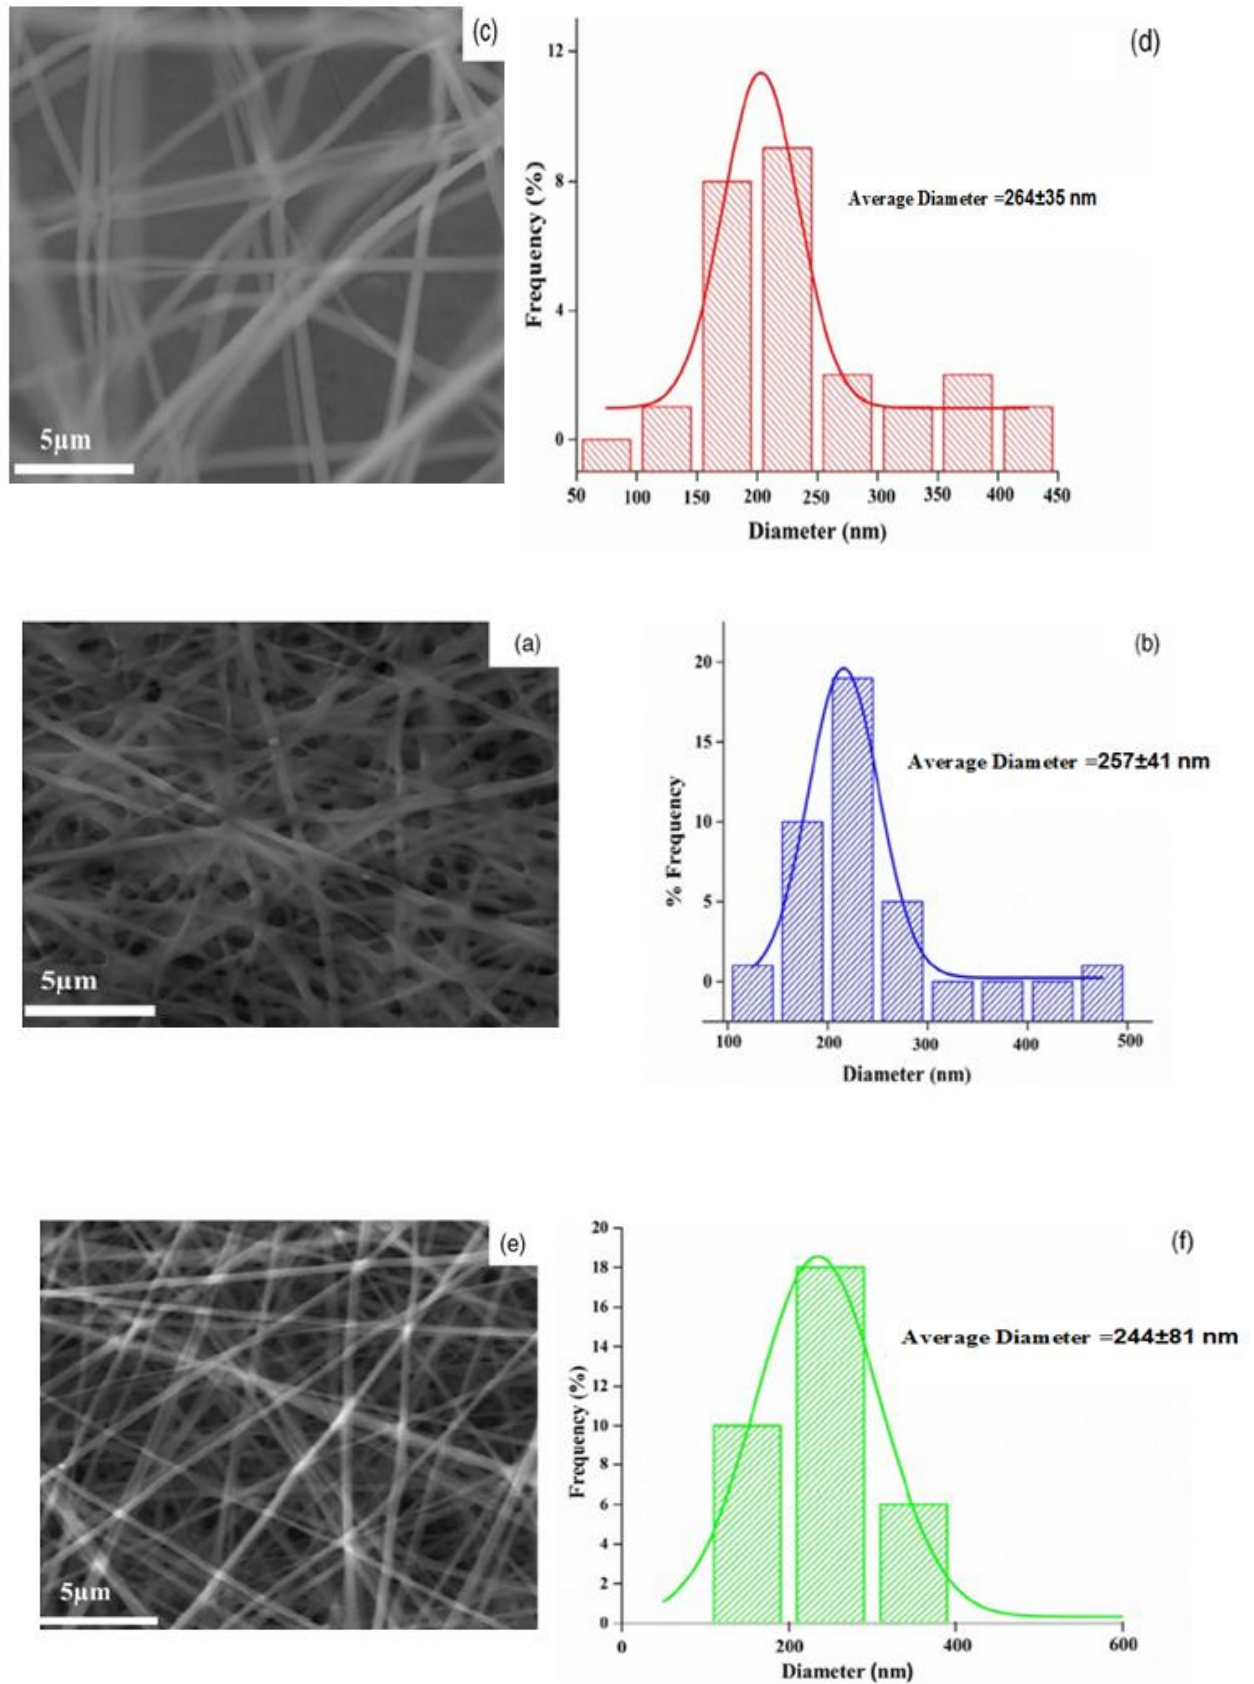 (c)
5µm
(d)
12
8
4
0
Frequency (%)
Average Diameter =264±35 nm
50 100 150 200 250 300 350 400 450
Diameter (nm)
(a)
5µm
(b)
20
15
10
5
0
% Frequency
Average Diameter =257±41 nm
100 200 300 400 500
Diameter (nm)
(e)
5µm
(f)
20
18
16
14
12
10
8
6
4
2
0
Frequency (%)
Average Diameter =244±81 nm
0 200 400 600
Diameter (nm)